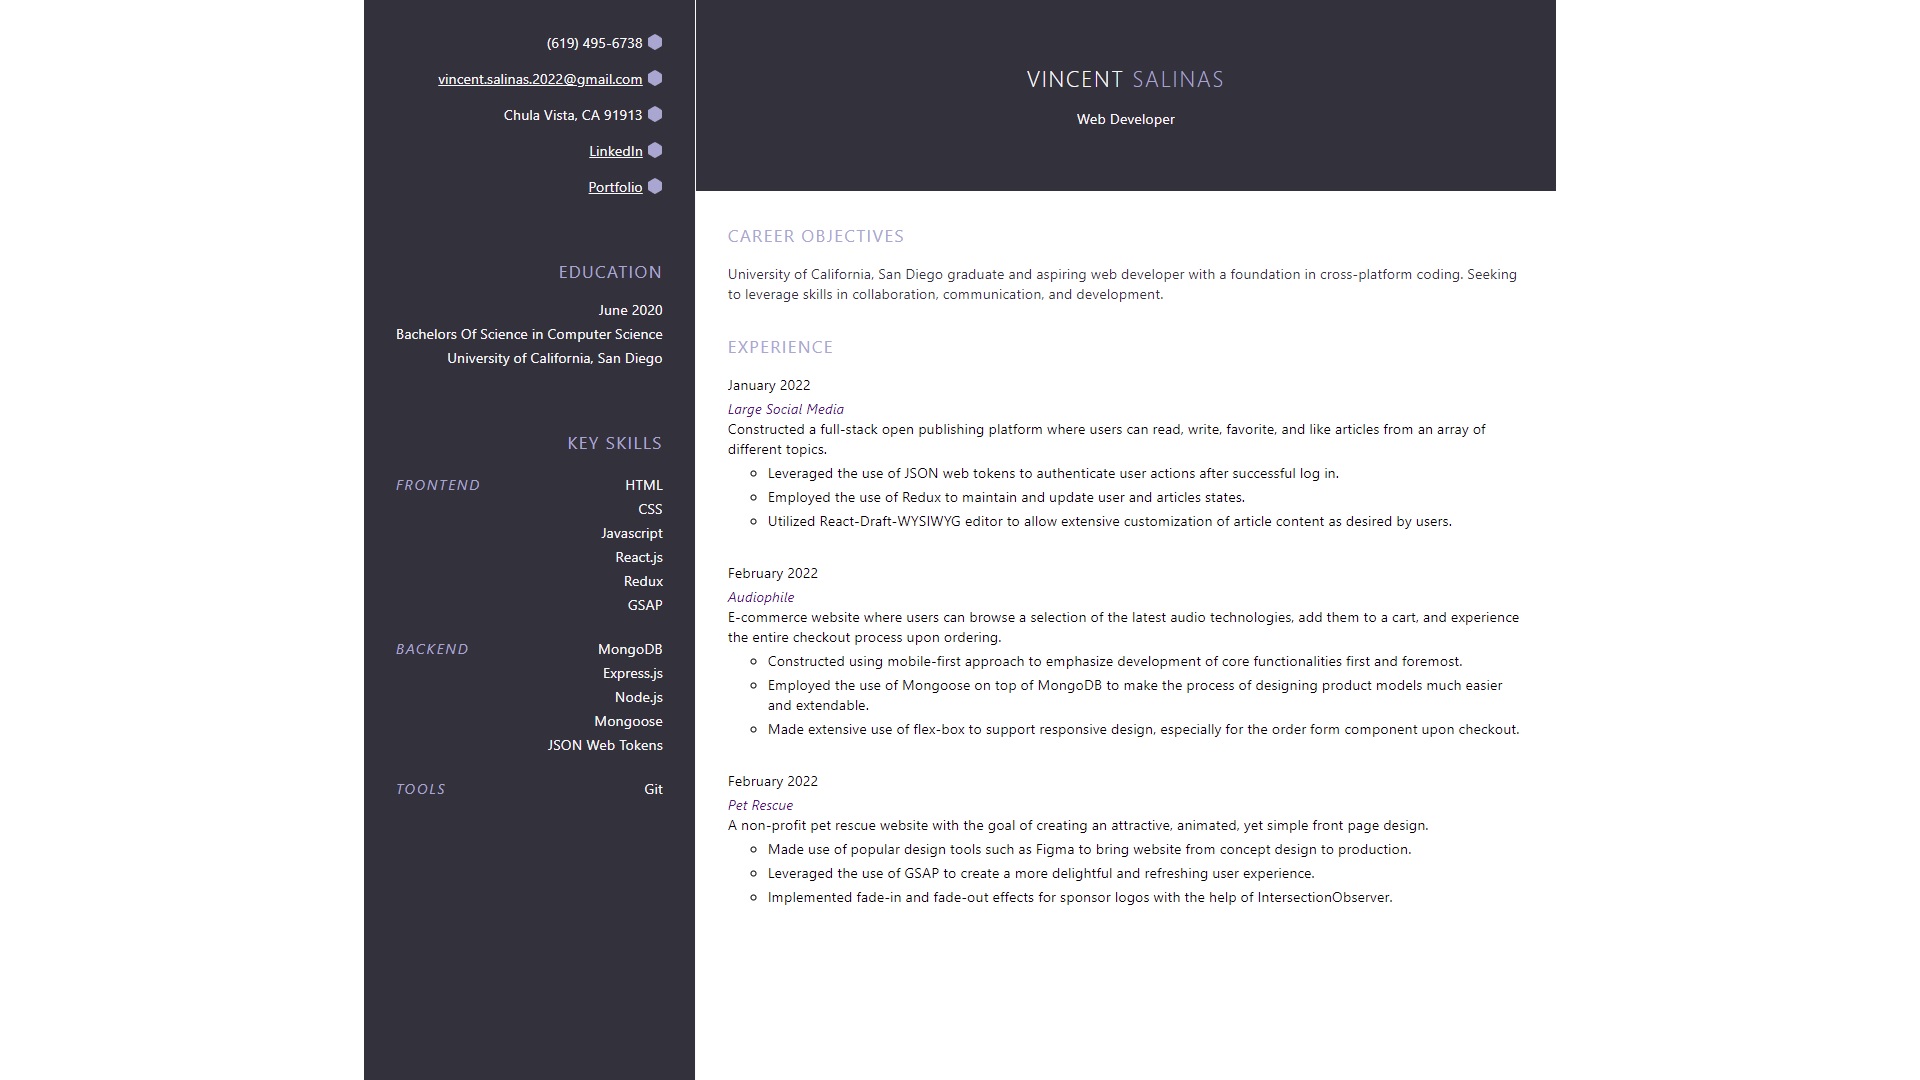 (619) 495-6738
vincent.salinas.2022@gmail.com
Chula Vista, CA 91913
LinkedIn
Portfolio
EDUCATION
June 2020
Bachelors Of Science in Computer Science
University of California, San Diego
KEY SKILLS
FRONTEND HTML
CSS
Javascript
React.js
Redux
GSAP
BACKEND MongoDB
Express.js
Node.js
Mongoose
JSON Web Tokens
TOOLS Git
VINCENT SALINAS
Web Developer
CAREER OBJECTIVES
University of California, San Diego graduate and aspiring web developer with a foundation in cross-platform coding. Seeking
to leverage skills in collaboration, communication, and development.
EXPERIENCE
January 2022
Large Social Media
Constructed a full-stack open publishing platform where users can read, write, favorite, and like articles from an array of
different topics.
Leveraged the use of JSON web tokens to authenticate user actions after successful log in.
Employed the use of Redux to maintain and update user and articles states.
Utilized React-Draft-WYSIWYG editor to allow extensive customization of article content as desired by users.
February 2022
Audiophile
E-commerce website where users can browse a selection of the latest audio technologies, add them to a cart, and experience
the entire checkout process upon ordering.
Constructed using mobile-first approach to emphasize development of core functionalities first and foremost.
Employed the use of Mongoose on top of MongoDB to make the process of designing product models much easier
and extendable.
Made extensive use of flex-box to support responsive design, especially for the order form component upon checkout.
February 2022
Pet Rescue
A non-profit pet rescue website with the goal of creating an attractive, animated, yet simple front page design.
Made use of popular design tools such as Figma to bring website from concept design to production.
Leveraged the use of GSAP to create a more delightful and refreshing user experience.
Implemented fade-in and fade-out effects for sponsor logos with the help of IntersectionObserver.